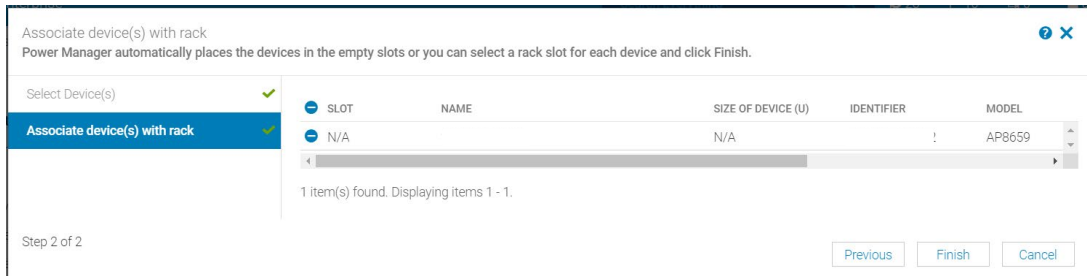 Associate device(s) with rack
Power Manager automatically places the devices in the empty slots or you can select a rack slot for each device and click Finish.
Select Device(s)
Associate device(s) with rack
SLOT NAME SIZE OF DEVICE (U) IDENTIFIER MODEL
N/A N/A AP8659
1 item(s) found. Displaying items 1 - 1.
Step 2 of 2
Previous Finish Cancel